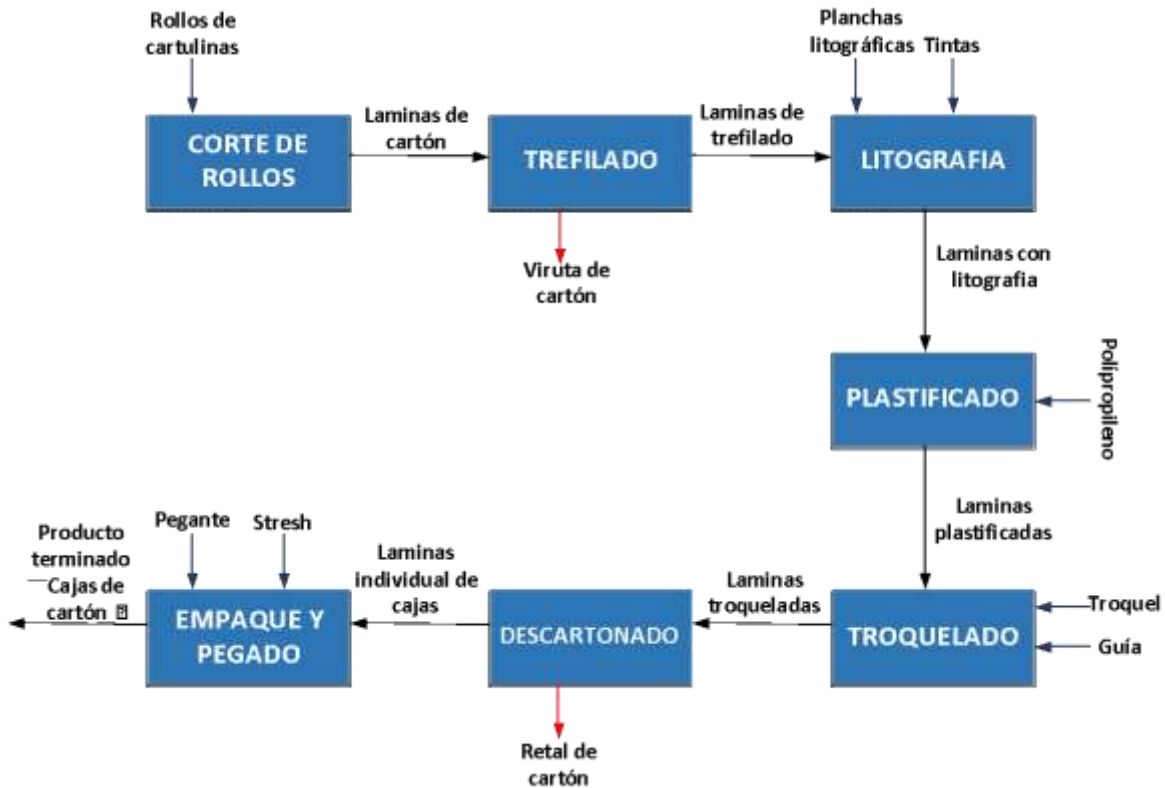 Rollos de
cartulinas
Planchas
litográficas
Tintas
CORTE DE
ROLLOS
Laminas de
cartón
TREFILADO
Laminas de
trefilado
LITOGRAFIA
Viruta de
cartón
Laminas con
litografia
PLASTIFICADO
Polipropileno
Laminas
plastificadas
Troquel
Guía
TROQUELADO
Laminas
troqueladas
DESCARTONADO
Retal de
cartón
Laminas
individual de
cajas
Pegante
Stresh
EMPAQUE Y
PEGADO
Producto
terminado
Cajas de
cartón